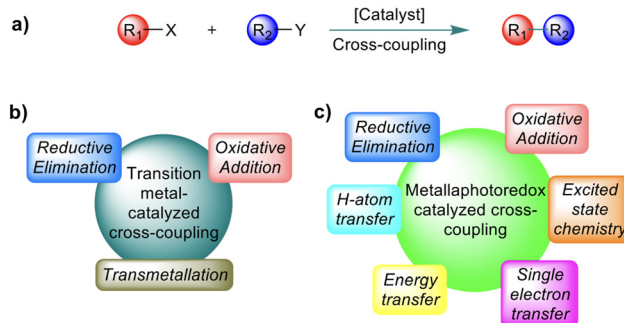 a)
R1—X + R2—Y [Catalyst] R1—R2
Cross-coupling
b)
Reductive
Elimination
Oxidative
Addition
Transition
metal-
catalyzed
cross-coupling
Transmetallation
c)
Reductive
Elimination
Oxidative
Addition
H-atom
transfer
Metallaphotoredox
catalyzed cross-
coupling
Excited
state
chemistry
Energy
transfer
Single
electron
transfer